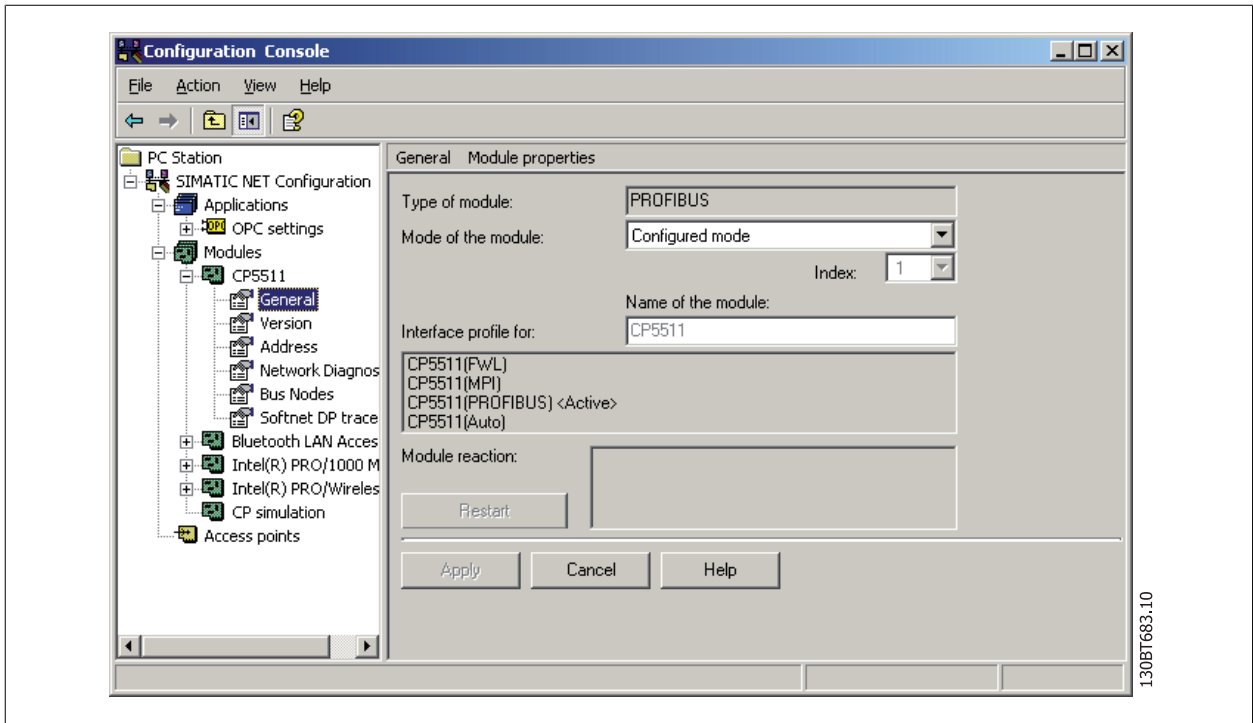 Configuration Console
File Action View Help
PC Station
SIMATIC NET Configuration
Applications
OPC settings
Modules
CP5511
General
Version
Address
Network Diagnos
Bus Nodes
Softnet DP trace
Bluetooth LAN Acces
Intel(R) PRO/1000 M
Intel(R) PRO/Wireles
CP simulation
Access points
General Module properties
Type of module: PROFIBUS
Mode of the module: Configured mode
Index: 1
Name of the module:
Interface profile for: CP5511
CP5511(FWL)
CP5511(MPI)
CP5511(PROFIBUS) <Active>
CP5511(Auto)
Module reaction:
Restart
Apply Cancel Help
130BT683.10